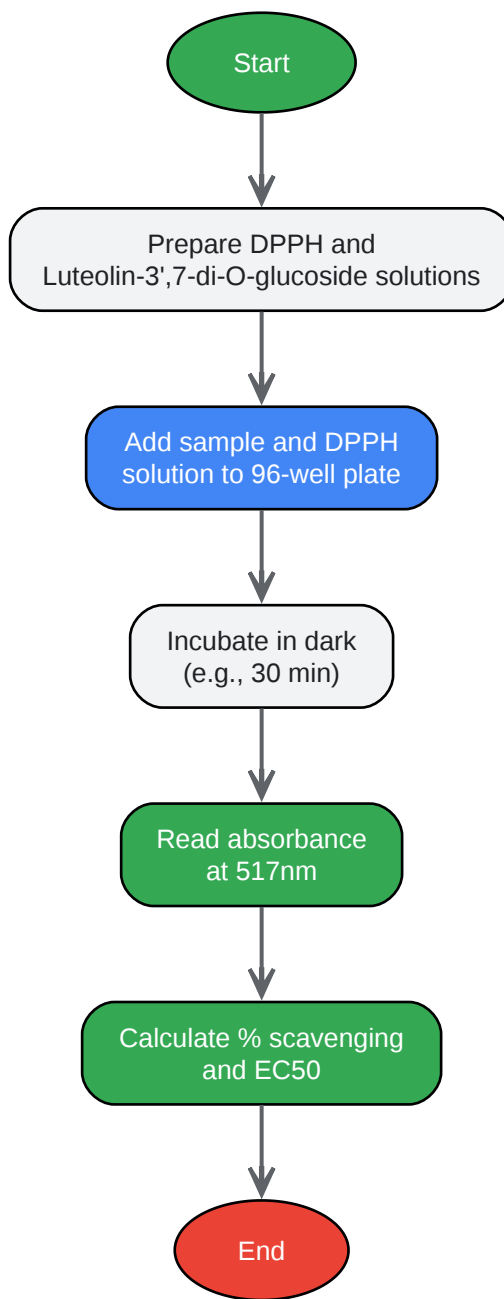 Start
Prepare DPPH and
Luteolin-3',7-di-O-glucoside solutions
Add sample and DPPH
solution to 96-well plate
Incubate in dark
(e.g., 30 min)
Read absorbance
at 517nm
Calculate % scavenging
and EC50
End